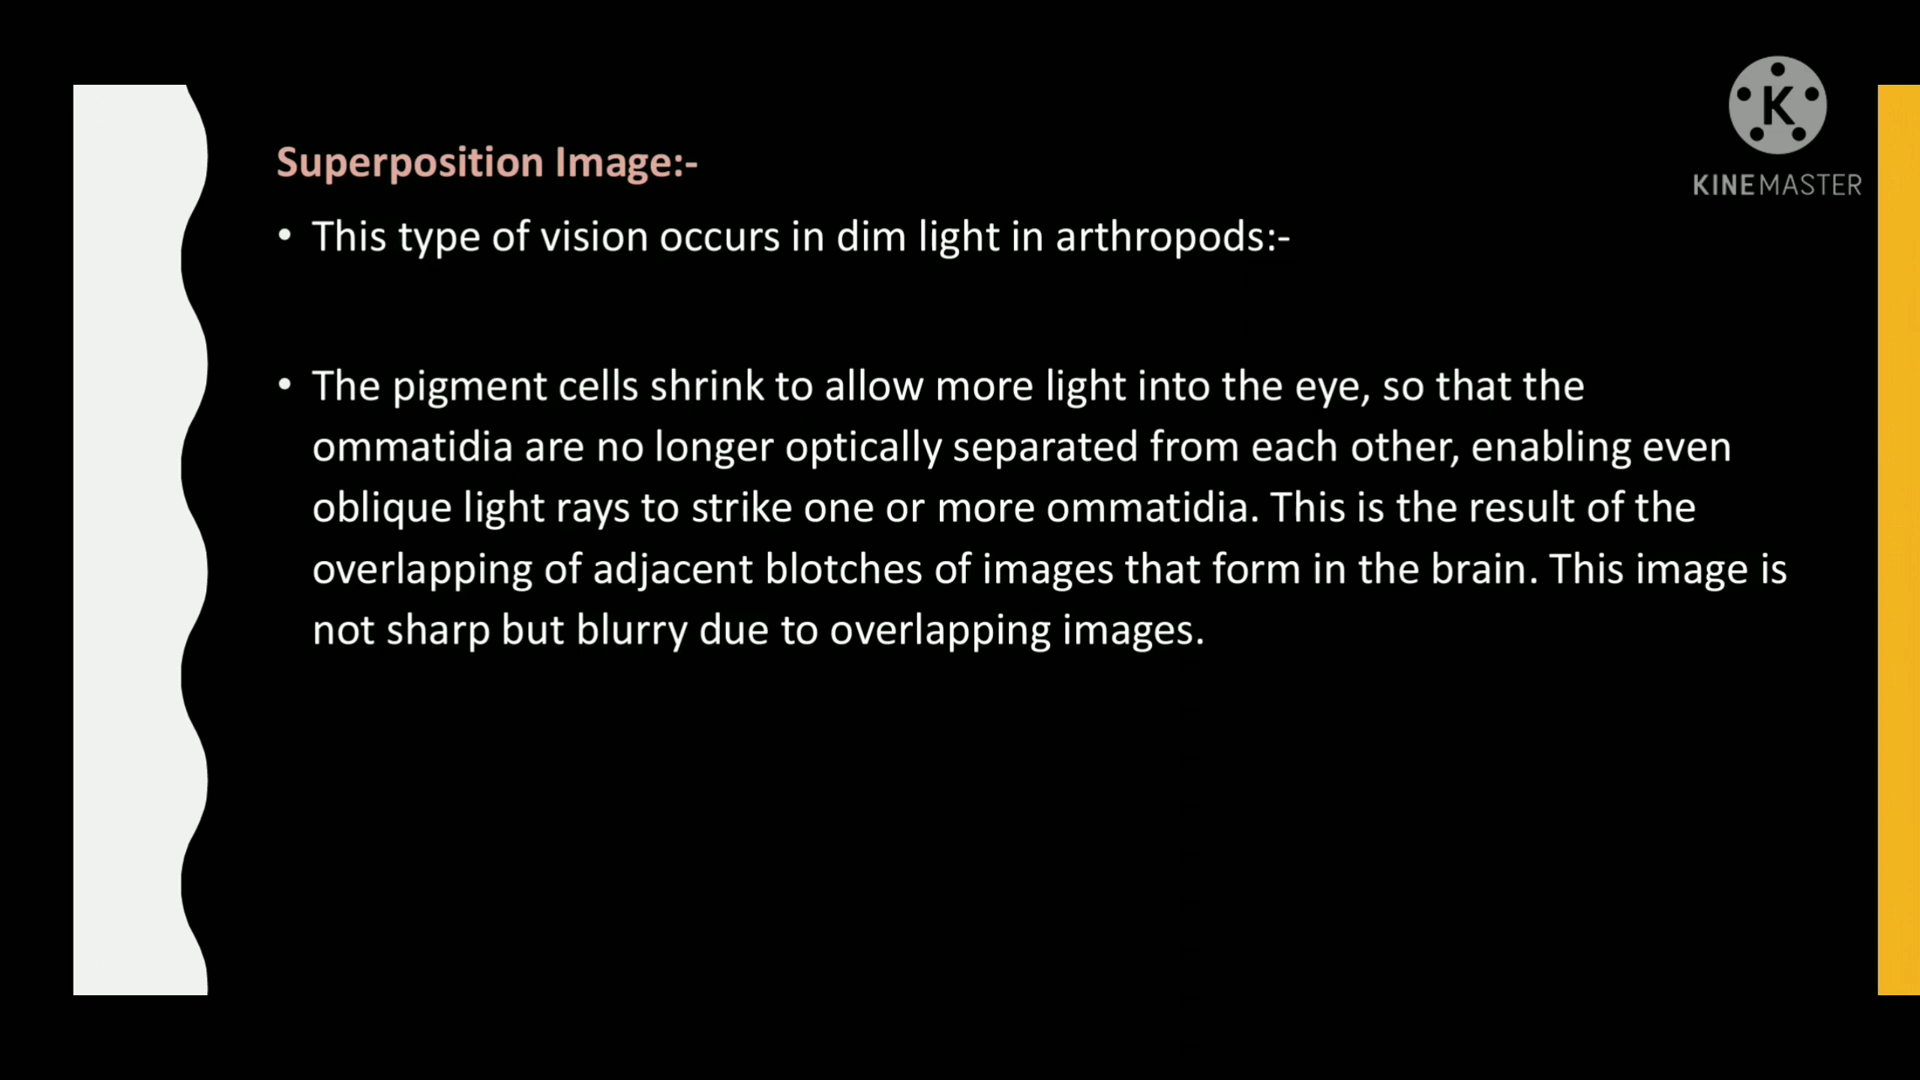 K
KINEMASTER
Superposition Image:-
• This type of vision occurs in dim light in arthropods:-
• The pigment cells shrink to allow more light into the eye, so that the
ommatidia are no longer optically separated from each other, enabling even
oblique light rays to strike one or more ommatidia. This is the result of the
overlapping of adjacent blotches of images that form in the brain. This image is
not sharp but blurry due to overlapping images.